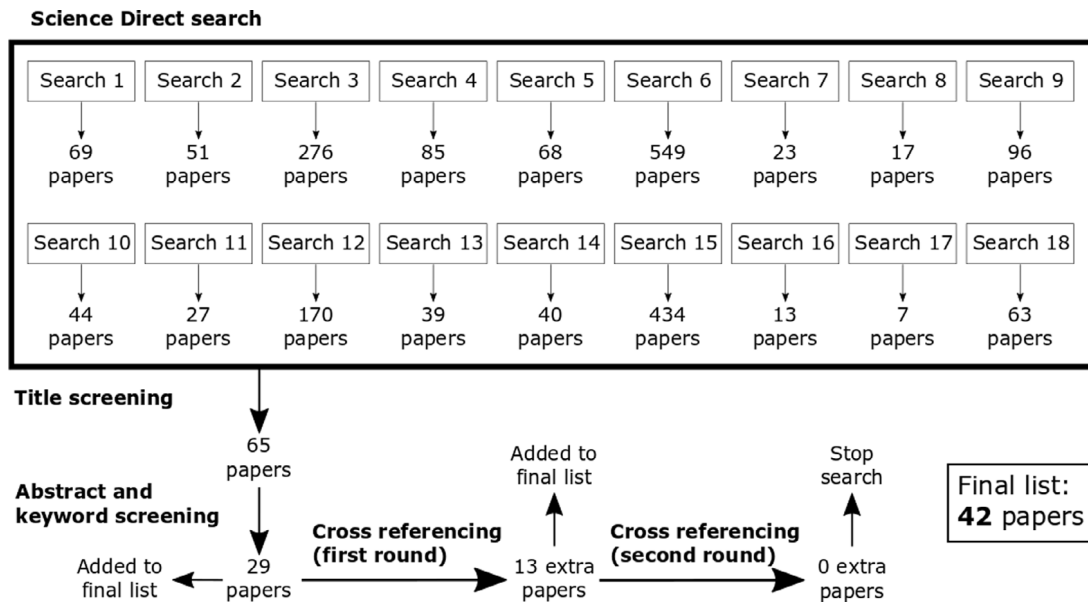 Science Direct search
Search 1
Search 2
Search 3
Search 4
Search 5
Search 6
Search 7
Search 8
Search 9
69
papers
51
papers
276
papers
85
papers
68
papers
549
papers
23
papers
17
papers
96
papers
Search 10
Search 11
Search 12
Search 13
Search 14
Search 15
Search 16
Search 17
Search 18
44
papers
27
papers
170
papers
39
papers
40
papers
434
papers
13
papers
7
papers
63
papers
Title screening
65
papers
Abstract and
keyword screening
Added to
final list
29
papers
Cross referencing
(first round)
Added to
final list
13 extra
papers
Cross referencing
(second round)
Stop
search
0 extra
papers
Final list:
42 papers